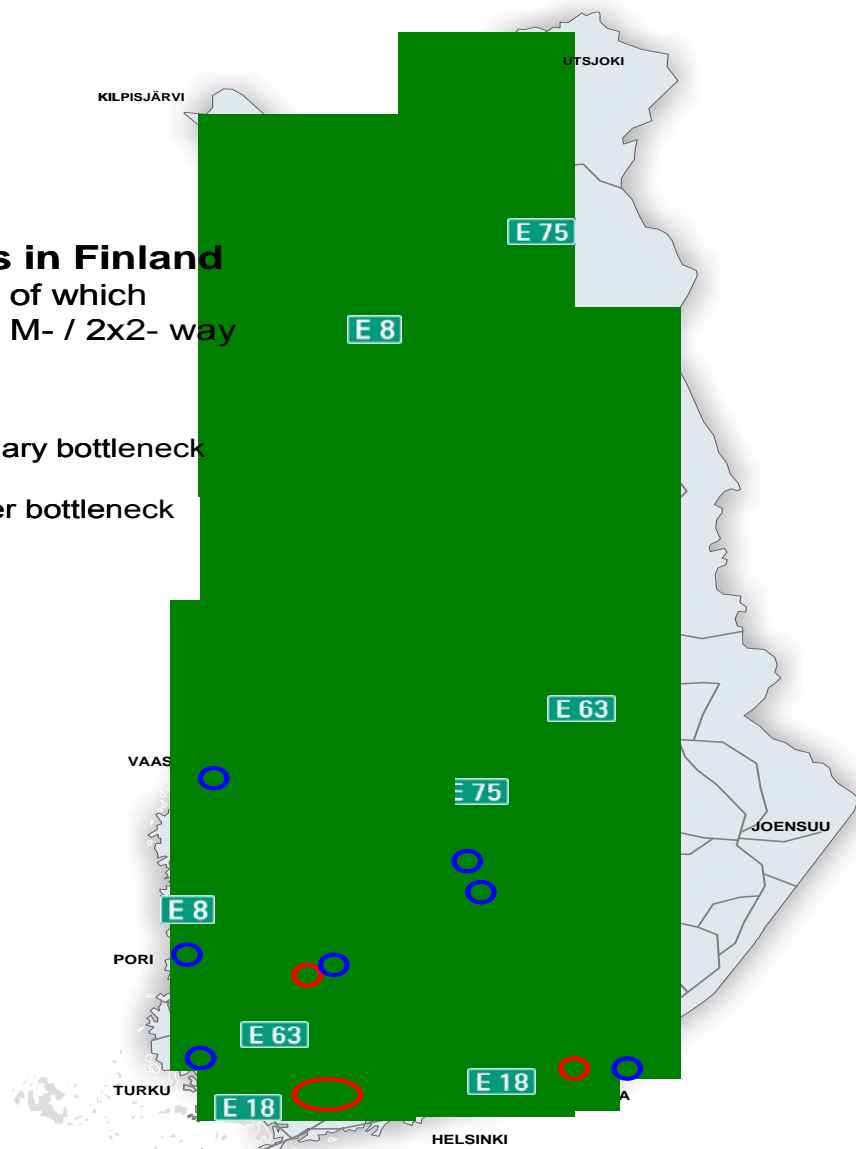 UTSJOKI
KILPISJÄRVI
E 75
s in Finland
of which
M- / 2x2- way
E 8
ary bottleneck
er bottleneck
E 63
VAAS
E 75
JOENSUU
E 8
PORI
E 63
E 18
TURKU
E 18
A
HELSINKI